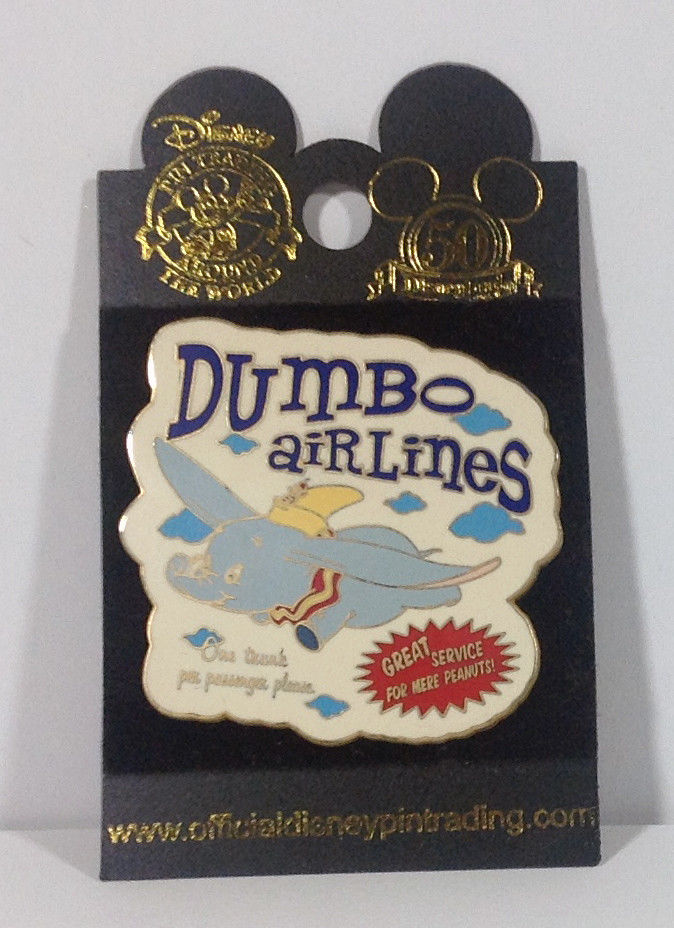 Disney
PIN TRADING
AROUND
THE WORLD
50
Disneyland
DUMBO
AiRLiNES
One trunk
per passenger please
GREAT SERVICE
FOR MERE PEANUTS!
www.officialdisneypintrading.com